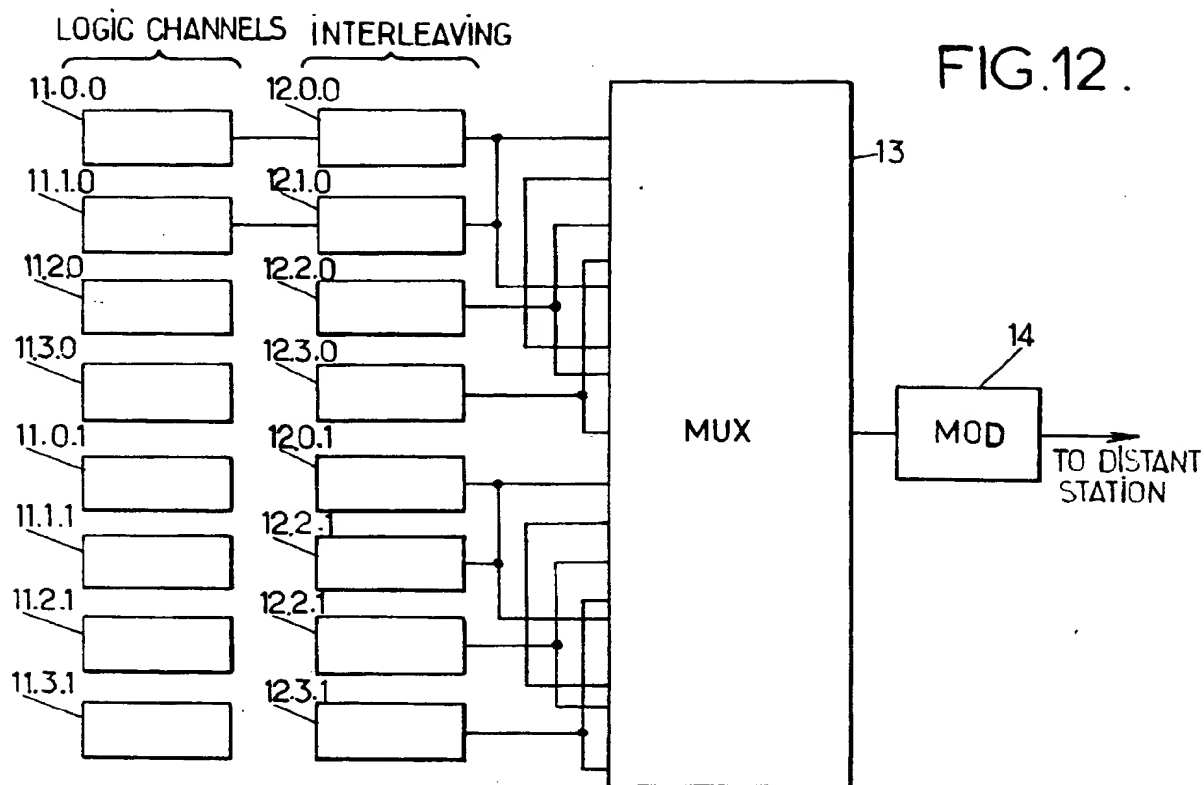 LOGIC CHANNELS INTERLEAVING
FIG.12.
11.0.0 12.0.0
13
11.1.0 12.1.0
11.2.0 12.2.0
11.3.0 12.3.0
14
MUX
MOD
11.0.1 12.0.1
TO DISTANT
STATION
11.1.1 12.2.1
11.2.1 12.2.1
11.3.1 12.3.1